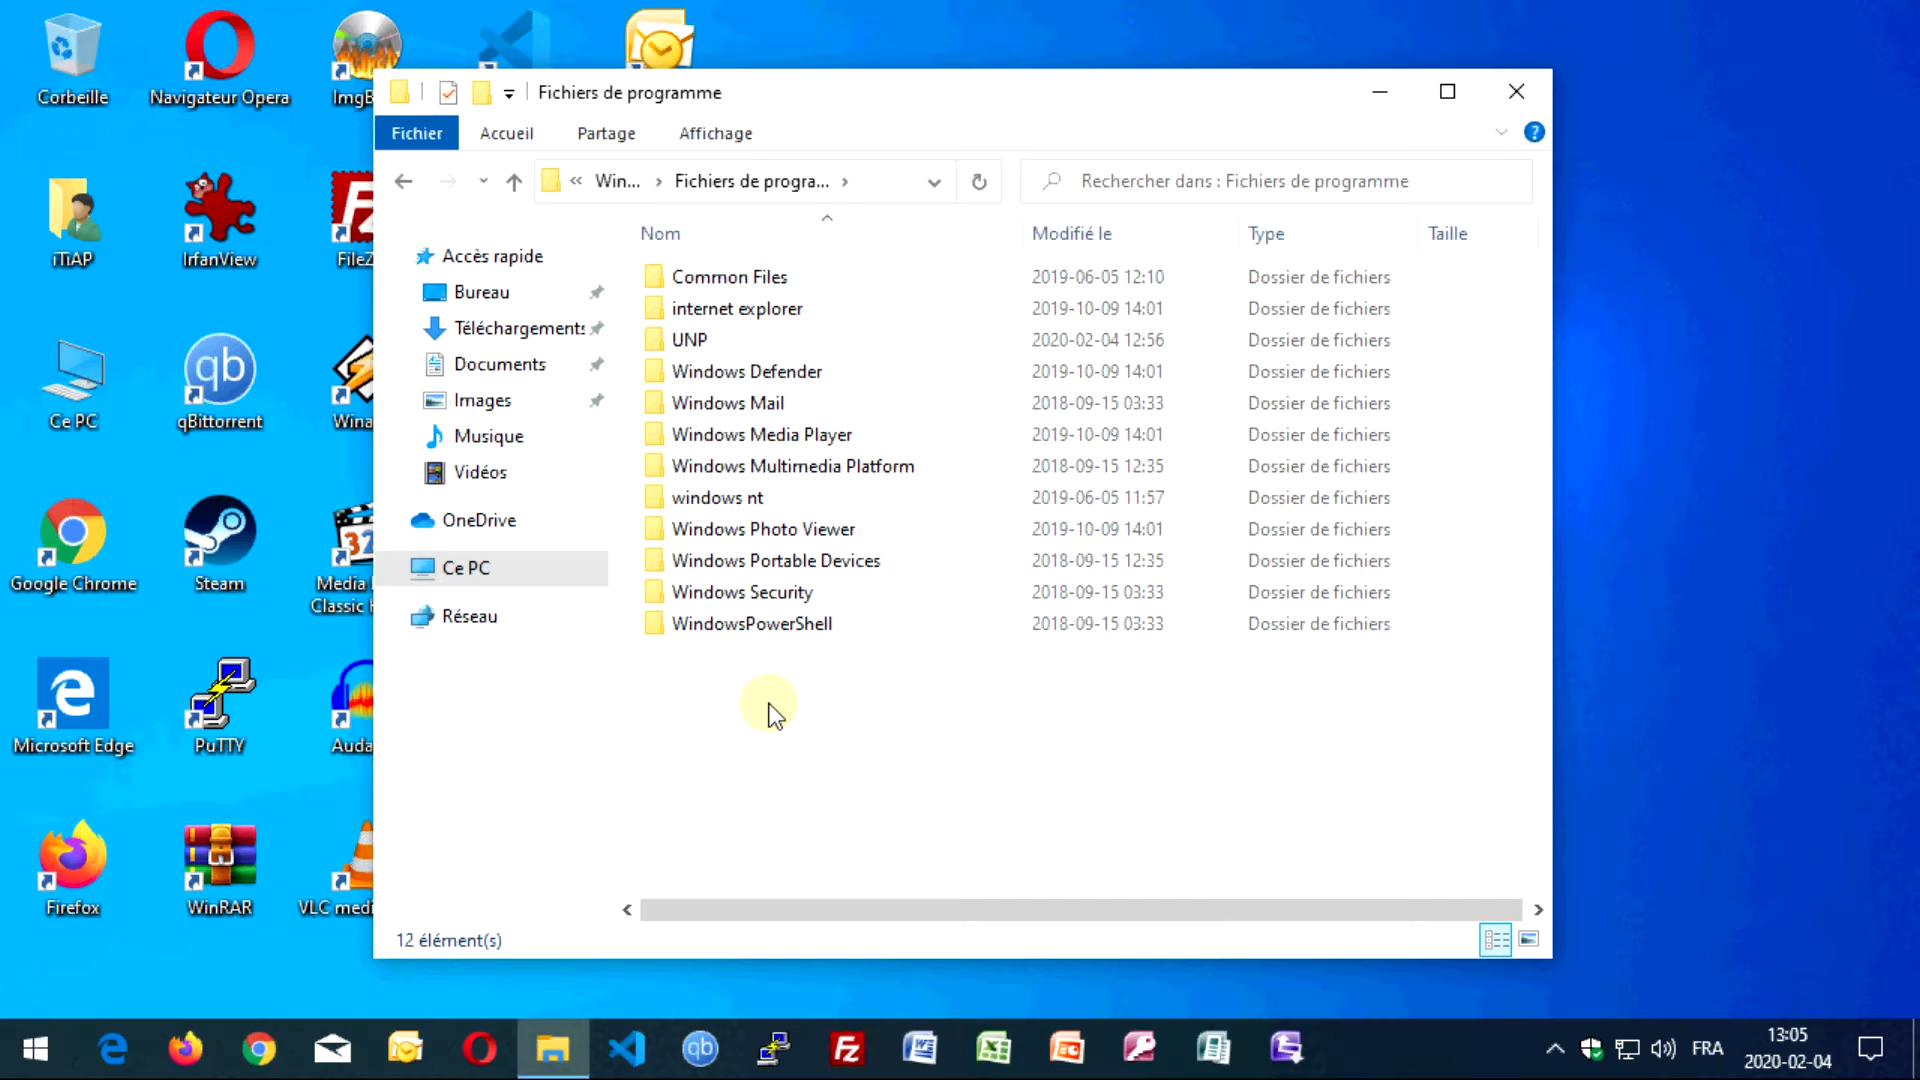 Corbeille
Navigateur Opera
ImgB
iTiAP
IrfanView
FileZ
Ce PC
qBittorrent
Wina
Google Chrome
Steam
Media
Classic
Microsoft Edge
PuTTY
Auda
Firefox
WinRAR
VLC medi
Fichiers de programme
Fichier Accueil Partage Affichage
« Win... › Fichiers de progra... ›
Rechercher dans : Fichiers de programme
Nom Modifié le Type Taille
Accès rapide
Bureau
Téléchargements
Documents
Images
Musique
Vidéos
OneDrive
Ce PC
Réseau
Common Files 2019-06-05 12:10 Dossier de fichiers
internet explorer 2019-10-09 14:01 Dossier de fichiers
UNP 2020-02-04 12:56 Dossier de fichiers
Windows Defender 2019-10-09 14:01 Dossier de fichiers
Windows Mail 2018-09-15 03:33 Dossier de fichiers
Windows Media Player 2019-10-09 14:01 Dossier de fichiers
Windows Multimedia Platform 2018-09-15 12:35 Dossier de fichiers
windows nt 2019-06-05 11:57 Dossier de fichiers
Windows Photo Viewer 2019-10-09 14:01 Dossier de fichiers
Windows Portable Devices 2018-09-15 12:35 Dossier de fichiers
Windows Security 2018-09-15 03:33 Dossier de fichiers
WindowsPowerShell 2018-09-15 03:33 Dossier de fichiers
12 élément(s)
FRA
13:05
2020-02-04